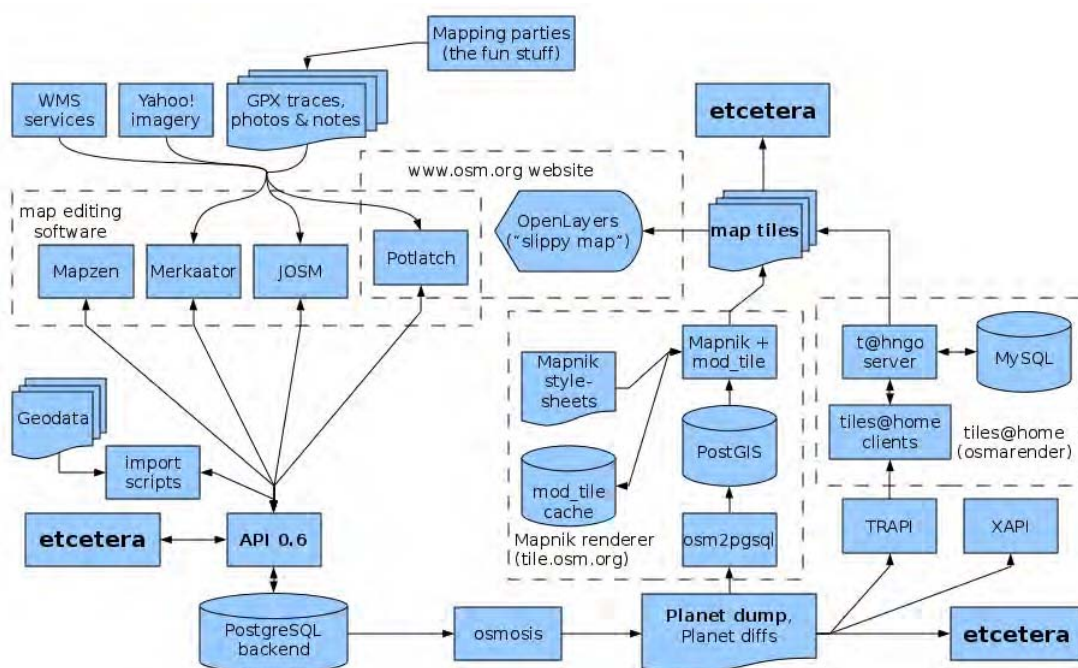 Mapping parties
(the fun stuff)
WMS
services
Yahoo!
imagery
GPX traces,
photos & notes
etcetera
www.osm.org website
map editing
software
OpenLayers
("slippy map")
map tiles
Mapzen
Merkaator
JOSM
Potlatch
Mapnik
style-
sheets
Mapnik +
mod_tile
t@hngo
server
MySQL
Geodata
import
scripts
PostGIS
tiles@home
clients
tiles@home
(osmarender)
mod_tile
cache
Mapnik renderer
(tile.osm.org)
osm2pgsql
TRAPI
XAPI
etcetera
API 0.6
PostgreSQL
backend
osmosis
Planet dump,
Planet diffs
etcetera